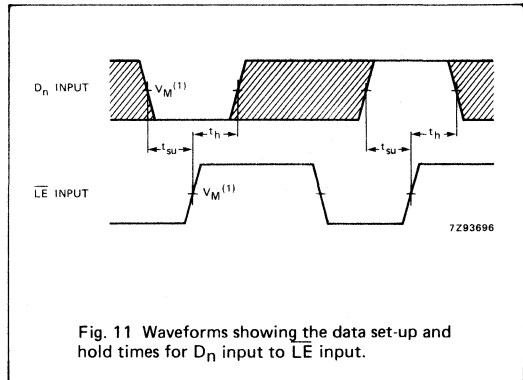 Dn INPUT
VM(1)
th
th
tsu
tsu
LE INPUT
VM(1)
7Z93696
Fig. 11 Waveforms showing the data set-up and
hold times for Dn input to LE input.